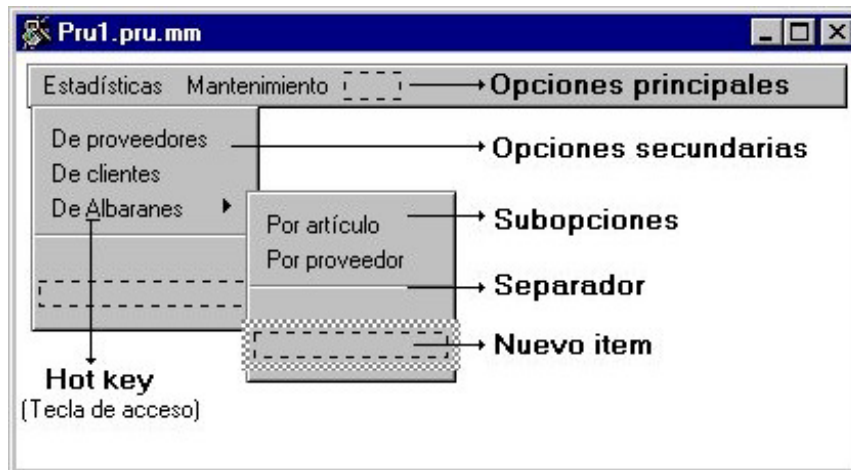 Pru1.pru.mm
Estadísticas Mantenimiento Opciones principales
De proveedores Opciones secundarias
De clientes
De Albaranes
Por artículo Subopciones
Por proveedor
Separador
Nuevo item
Hot key
(Tecla de acceso)